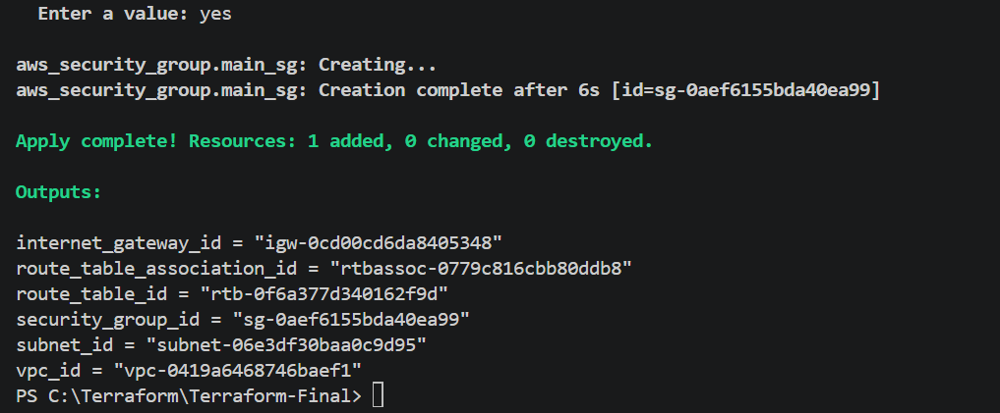 Enter a value: yes
aws_security_group.main_sg: Creating...
aws_security_group.main_sg: Creation complete after 6s [id=sg-0aef6155bda40ea99]
Apply complete! Resources: 1 added, 0 changed, 0 destroyed.
Outputs:
internet_gateway_id = "igw-0cd00cd6da8405348"
route_table_association_id = "rtbassoc-0779c816cbb80ddb8"
route_table_id = "rtb-0f6a377d340162f9d"
security_group_id = "sg-0aef6155bda40ea99"
subnet_id = "subnet-06e3df30baa0c9d95"
vpc_id = "vpc-0419a6468746baef1"
PS C:\Terraform\Terraform-Final>